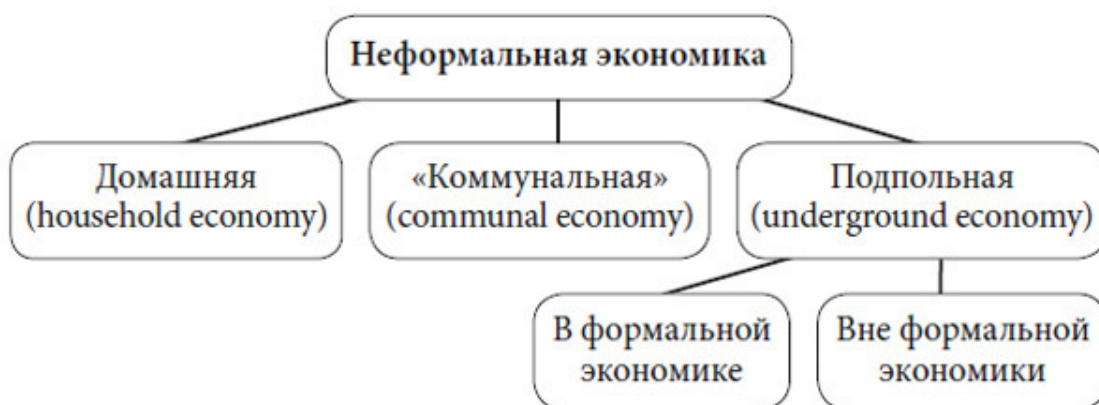 Неформальная экономика
Домашняя
(household economy)
«Коммунальная»
(communal economy)
Подпольная
(underground economy)
В формальной
экономике
Вне формальной
экономики